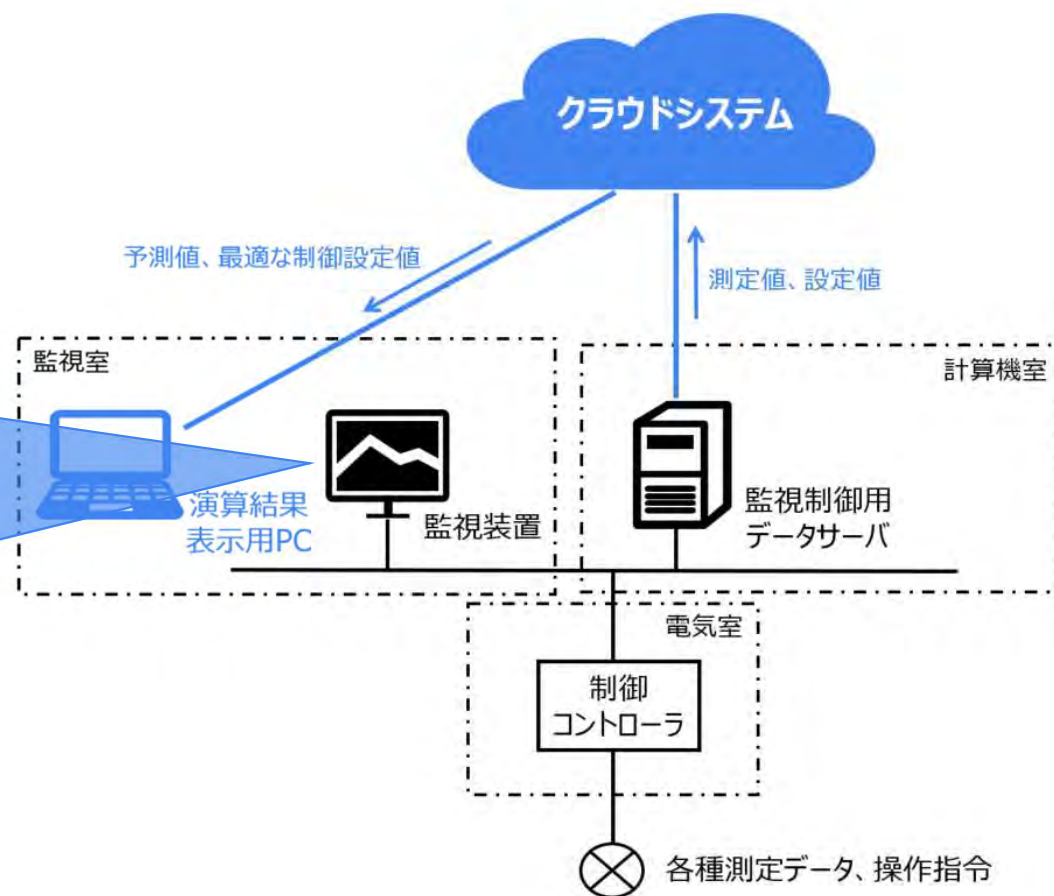 クラウドシステム
予測値、最適な制御設定値
測定値、設定値
監視室
計算機室
演算結果
表示用PC
監視装置
監視制御用
データサーバ
電気室
制御
コントローラ
各種測定データ、操作指令